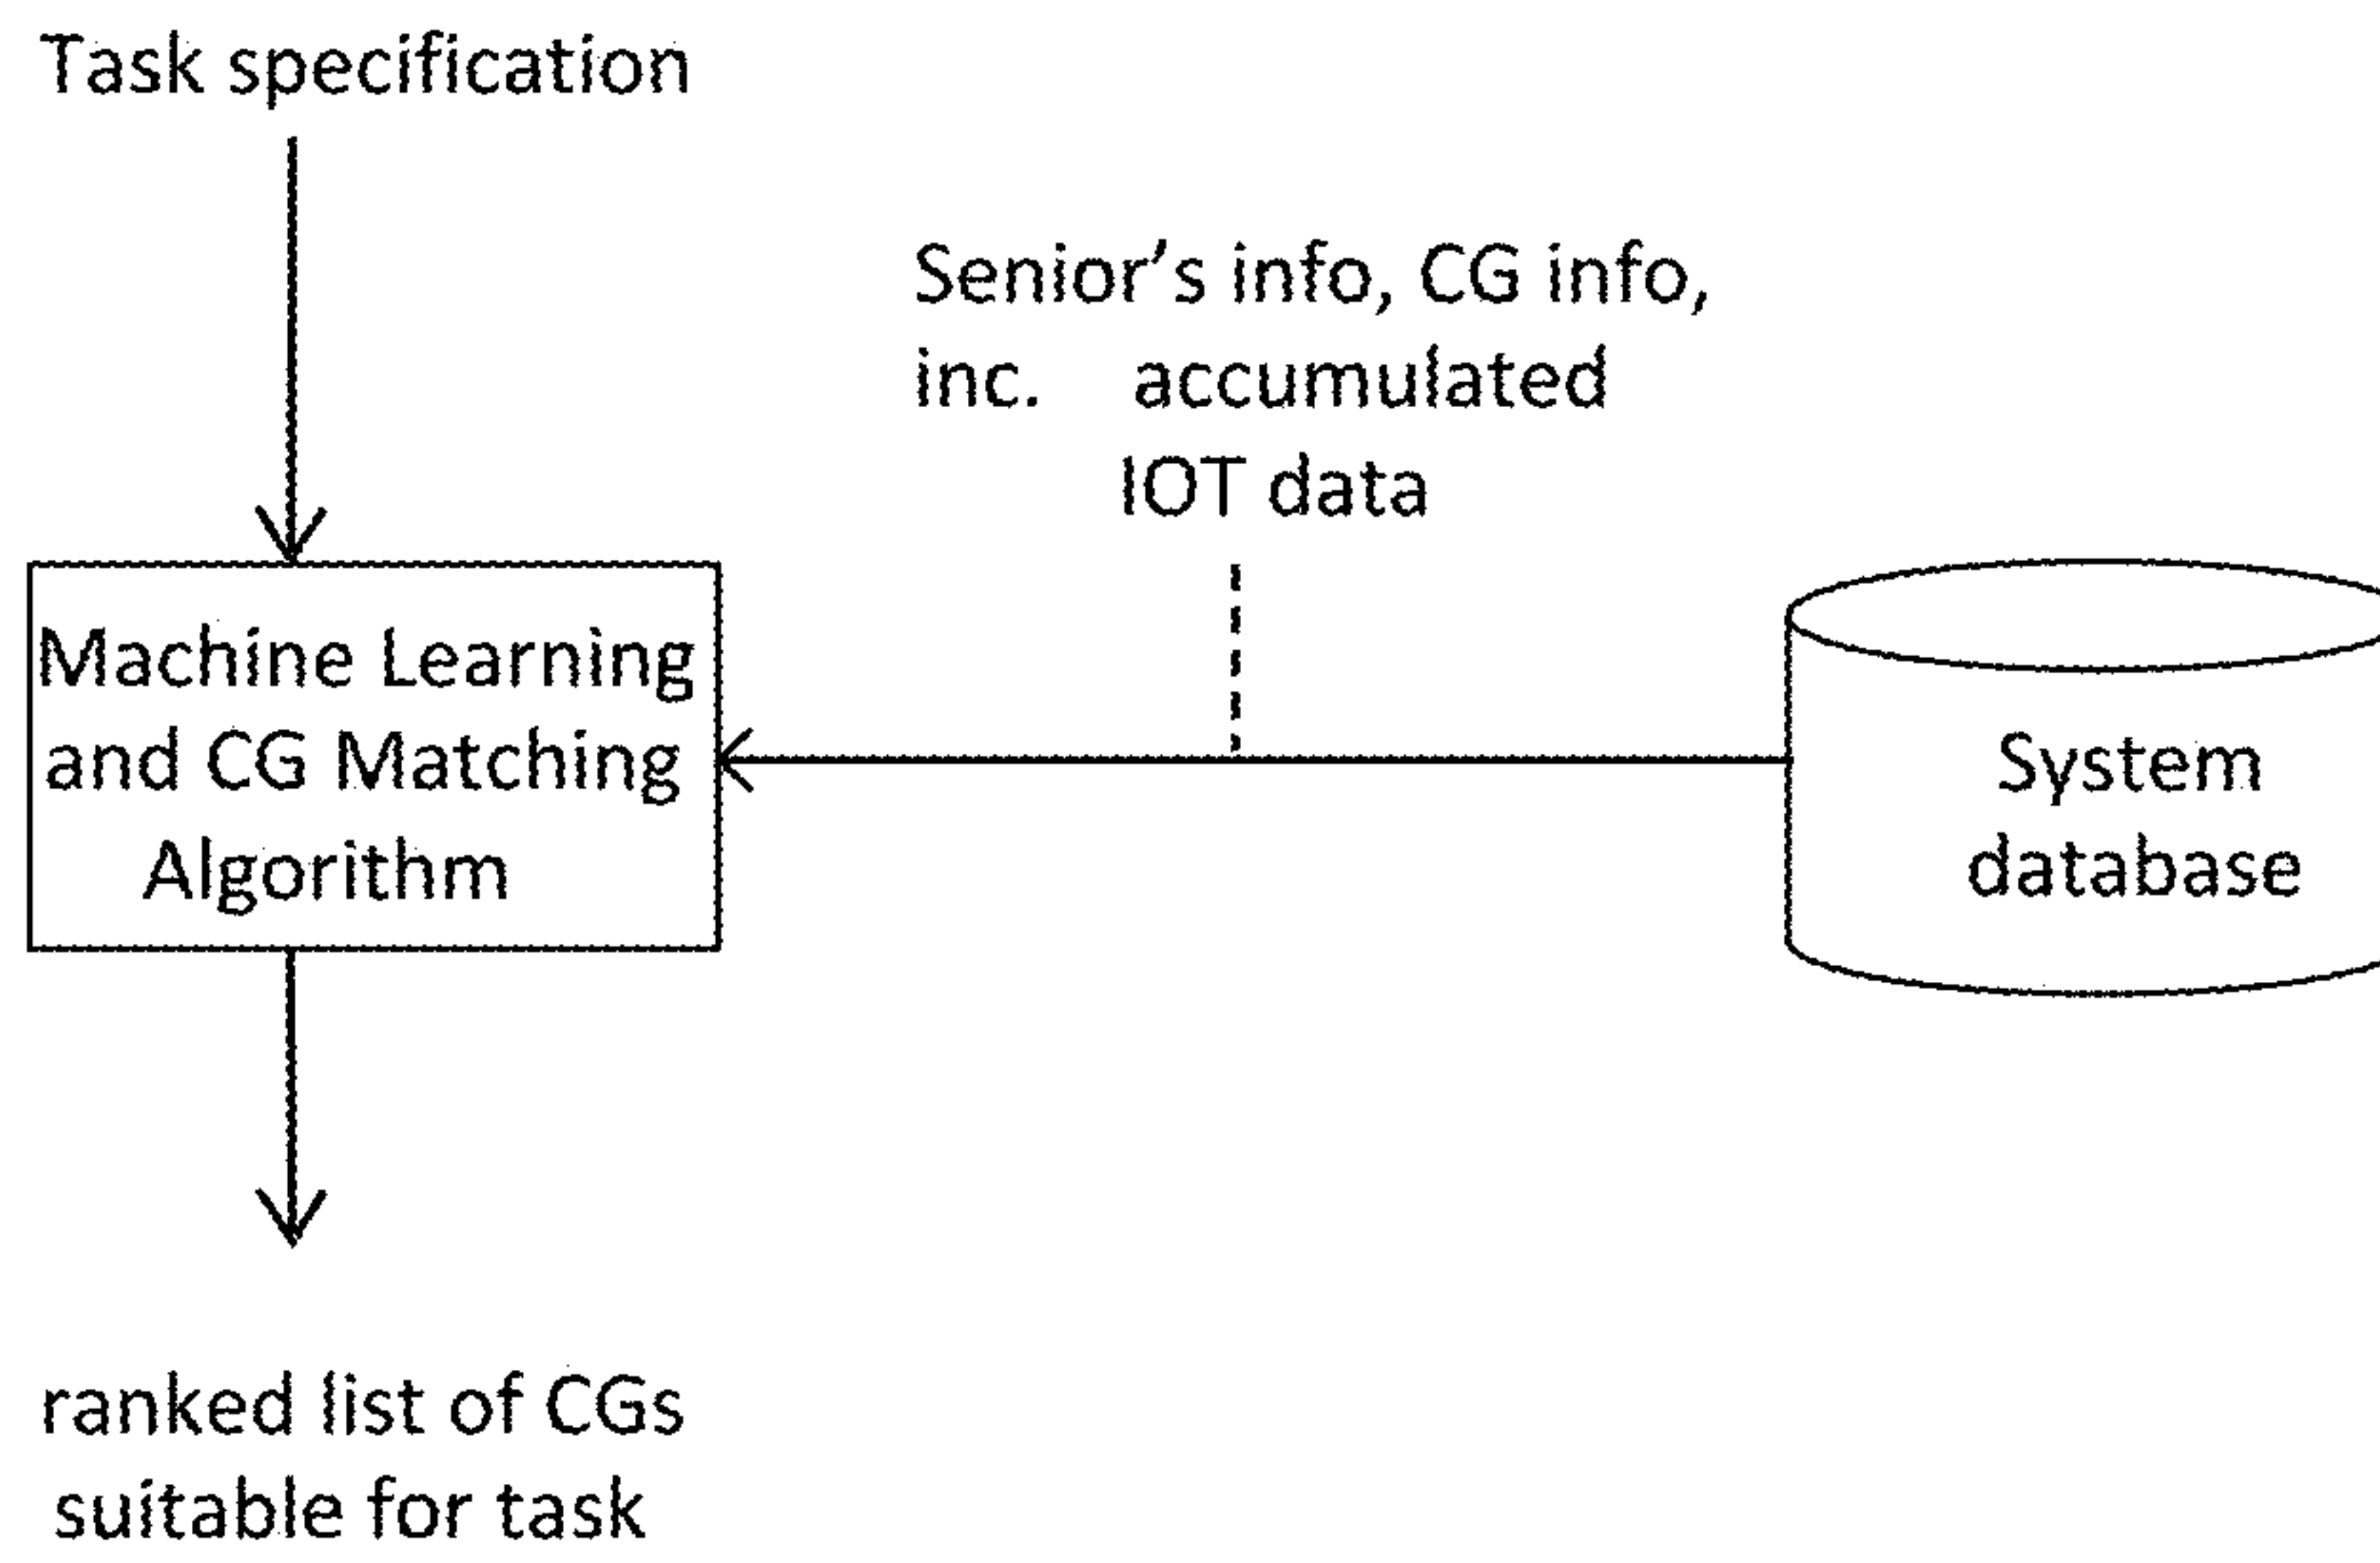 Task specification
Senior's info, CG info,
inc. accumulated
IOT data
Machine Learning
and CG Matching
Algorithm
System
database
ranked list of CGs
suitable for task